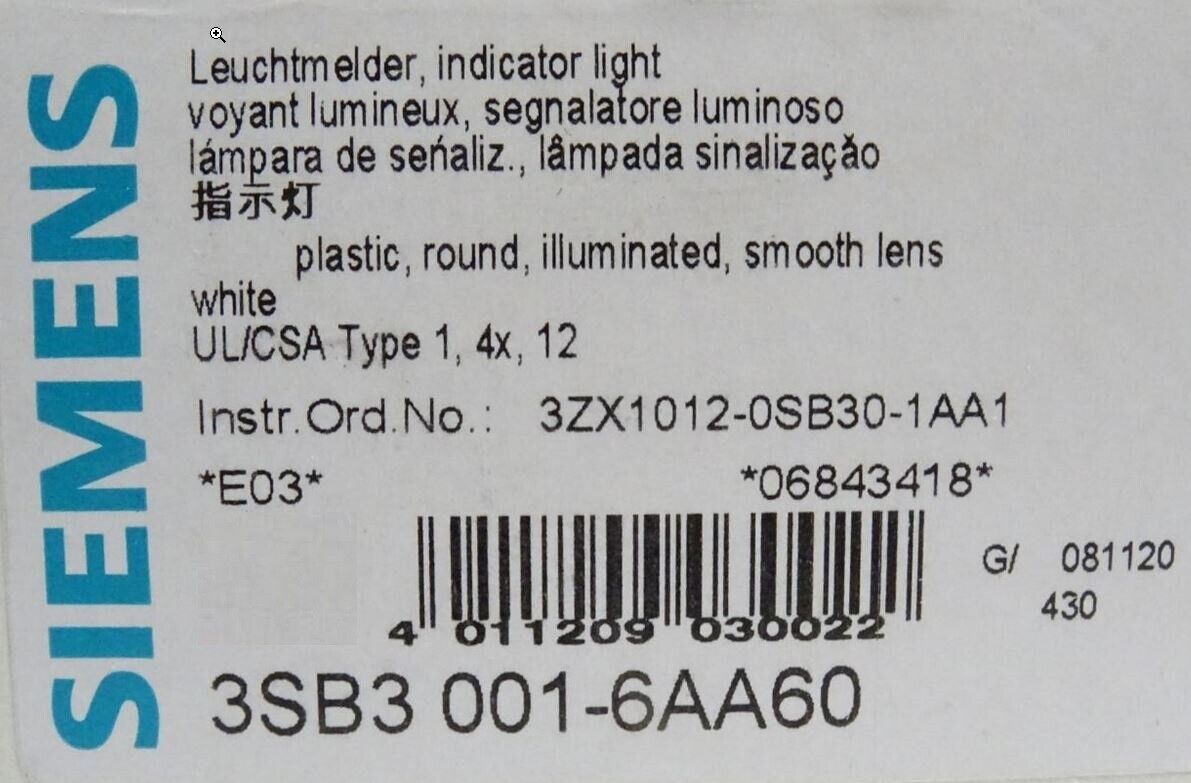 SIEMENS
Leuchtmelder, indicator light
voyant lumineux, segnalatore luminoso
lámpara de seńaliz., lâmpada sinalizaçăo
指示灯
plastic, round, illuminated, smooth lens
white
UL/CSA Type 1, 4x, 12
Instr.Ord.No.: 3ZX1012-0SB30-1AA1
*E03* *06843418*
G/ 081120
430
4 011209 030022
3SB3 001-6AA60